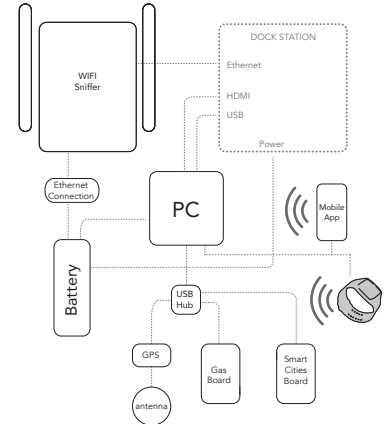 DOCK STATION
WIFI
Sniffer
Ethernet
HDMI
USB
Power
Ethernet
Connection
PC
Mobile
App
Battery
USB
Hub
GPS
Gas
Board
Smart
Cities
Board
antenna